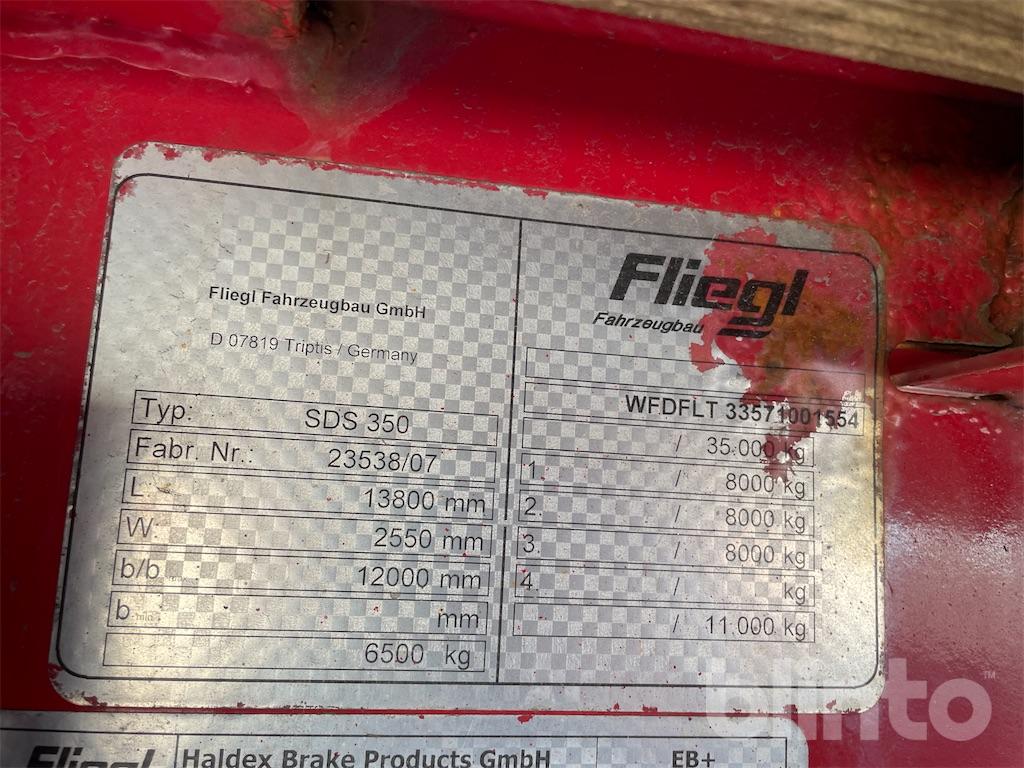 Fliegl Fahrzeugbau GmbH
D 07819 Triptis / Germany
Typ: SDS 350
Fabr. Nr.: 23538/07
L 13800 mm
W 2550 mm
b/b 12000 mm
b mm
6500 kg
Fliegl
Fahrzeugbau
WFDFLT 33571001554
/ 35.000 kg
1. / 8000 kg
2. / 8000 kg
3. / 8000 kg
4. / kg
/ 11.000 kg
Fliegl Haldex Brake Products GmbH EB+
blinto™